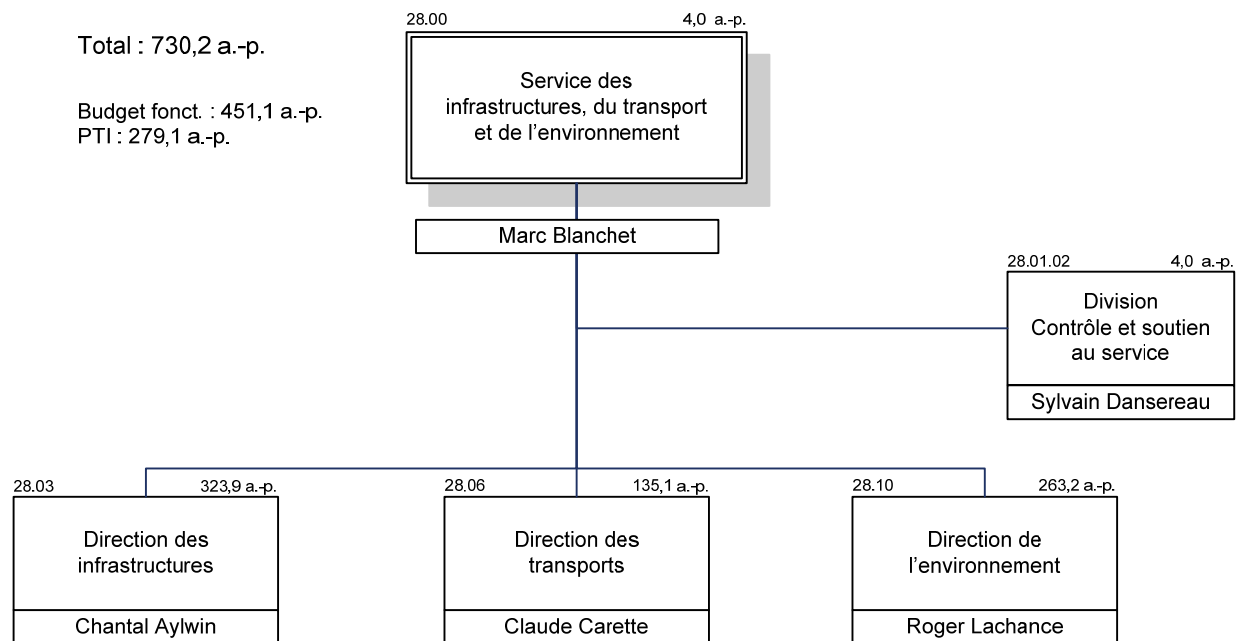 28.00 4,0 a.-p.
Total : 730,2 a.-p.
Service des
infrastructures, du transport
et de l'environnement
Budget fonct. : 451,1 a.-p.
PTI : 279,1 a.-p.
Marc Blanchet
28.01.02 4,0 a.-p.
Division
Contrôle et soutien
au service
Sylvain Dansereau
28.03 323,9 a.-p.
Direction des
infrastructures
Chantal Aylwin
28.06 135,1 a.-p.
Direction des
transports
Claude Carette
28.10 263,2 a.-p.
Direction de
l'environnement
Roger Lachance